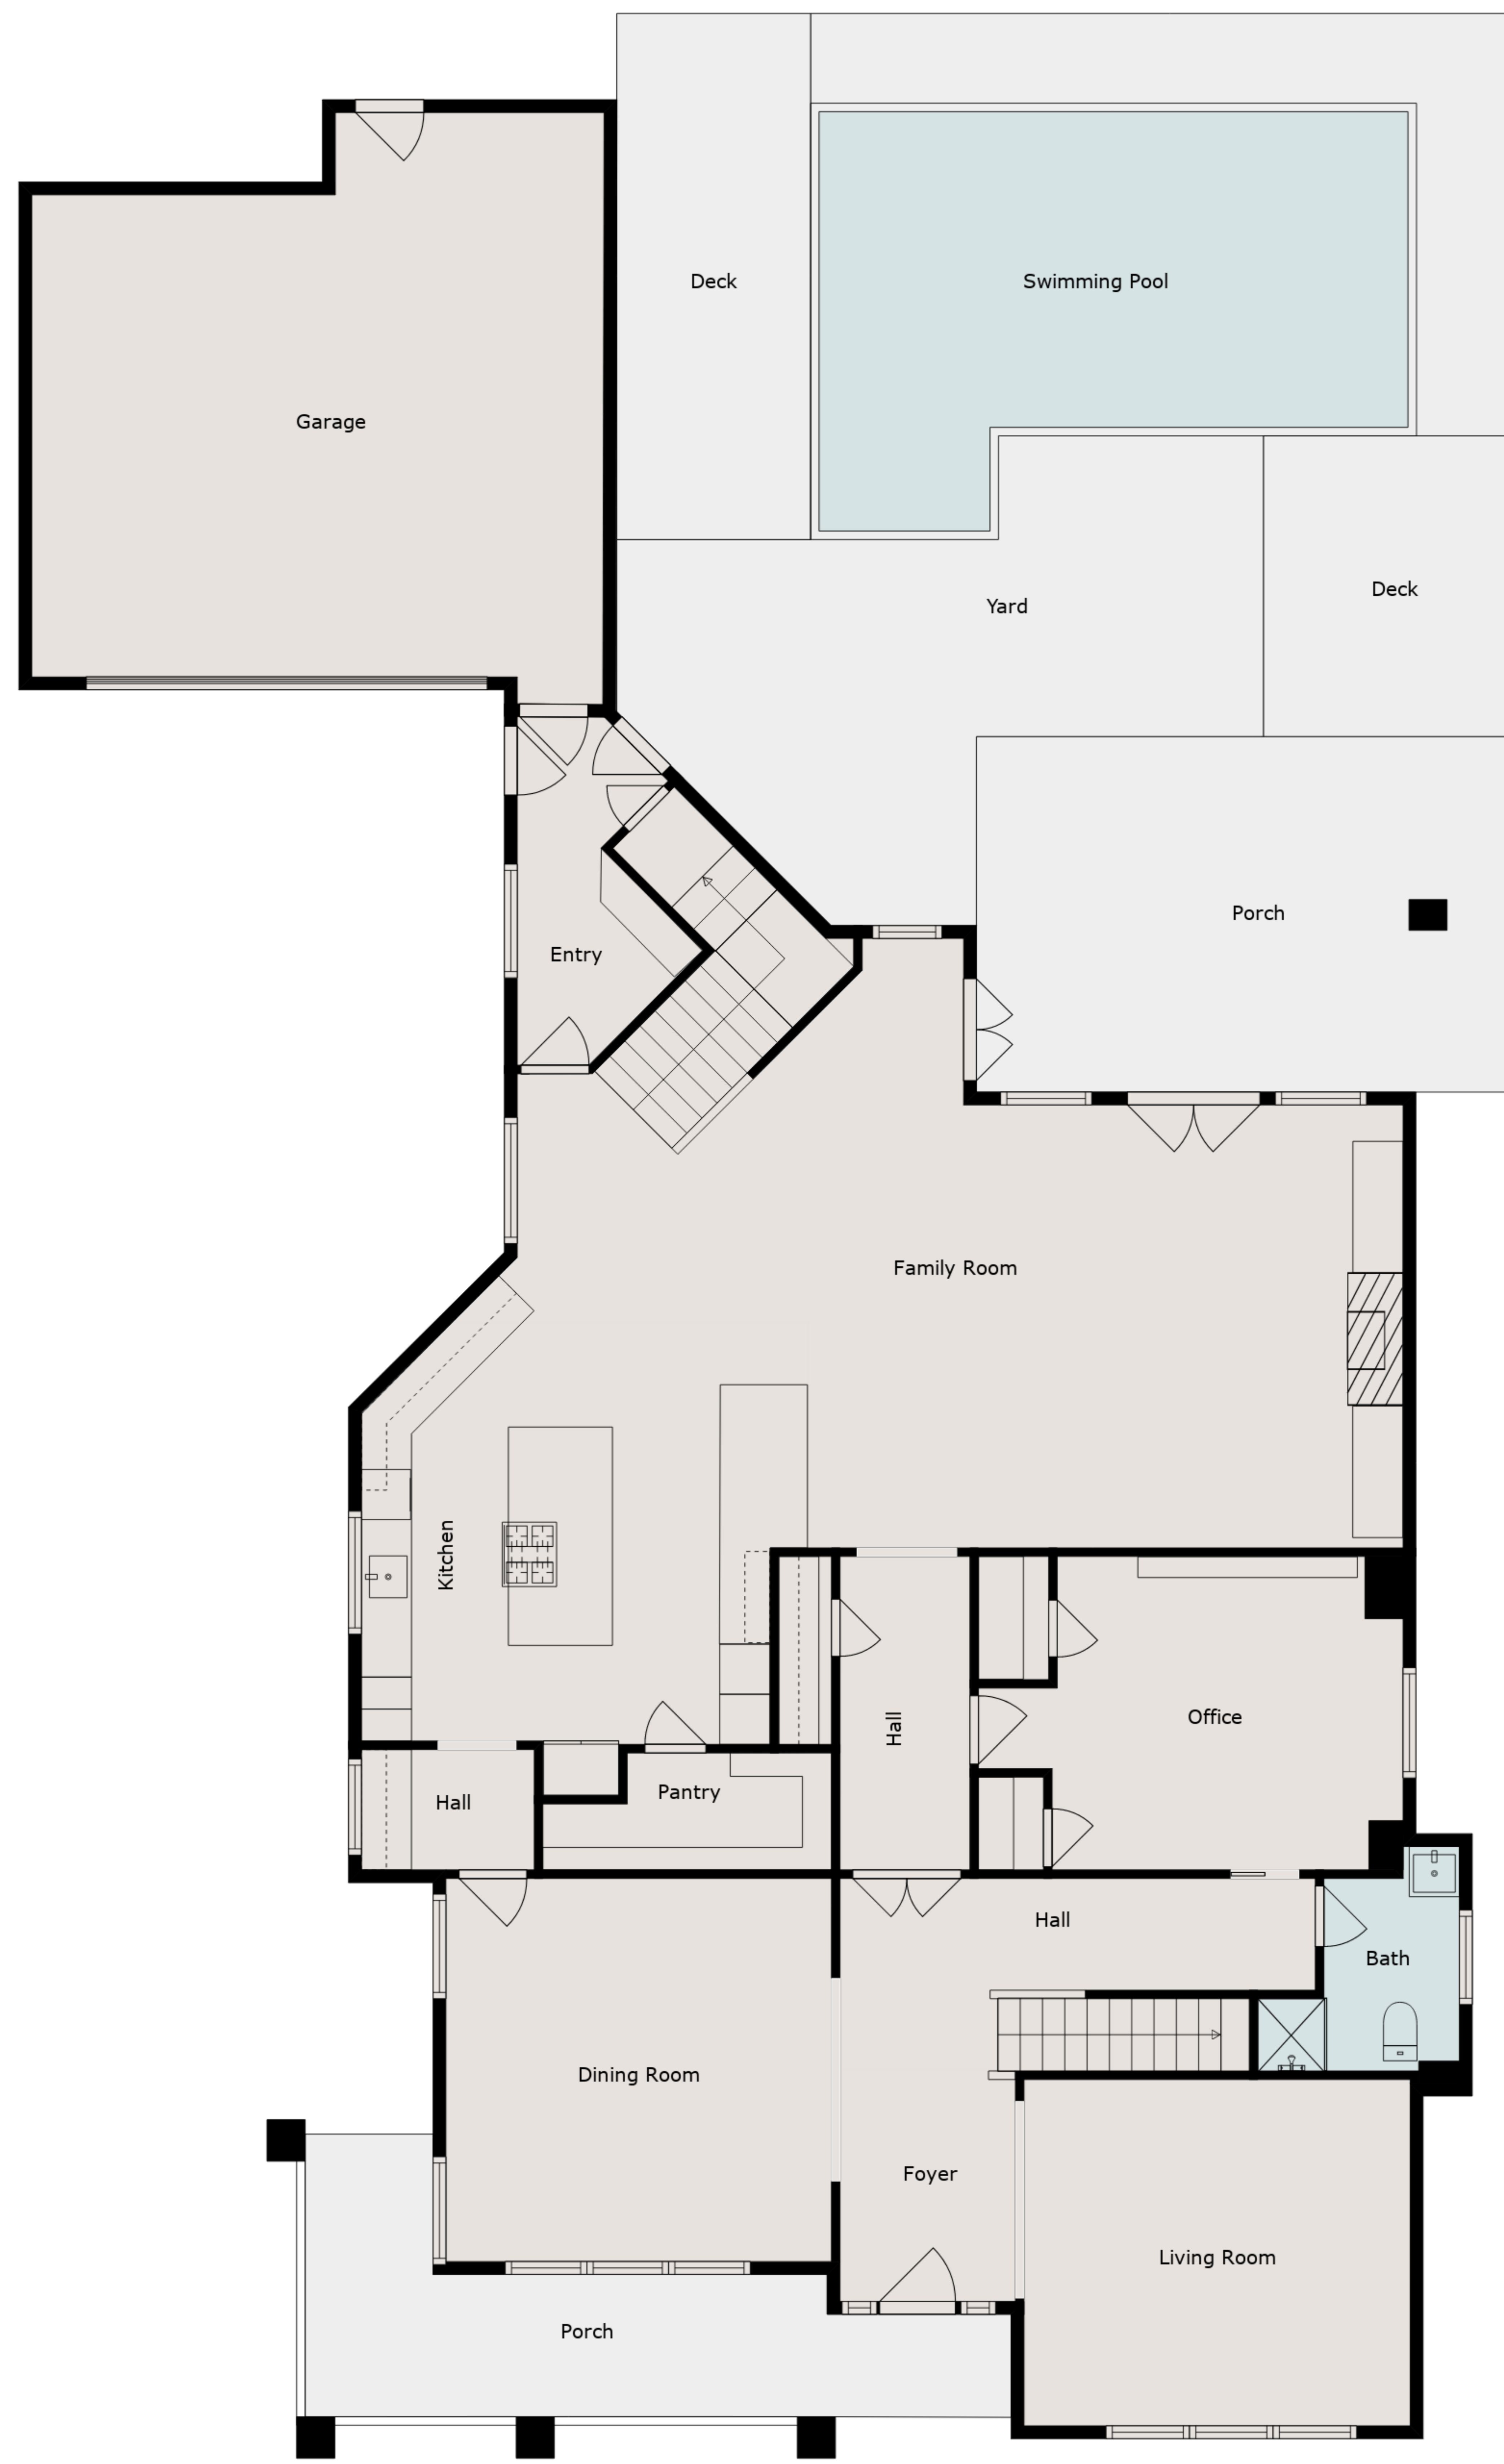 Deck
Swimming Pool
Garage
Deck
Yard
Porch
Entry
Family Room
Kitchen
Hall
Office
Pantry
Hall
Hall
Bath
Dining Room
Foyer
Living Room
Porch